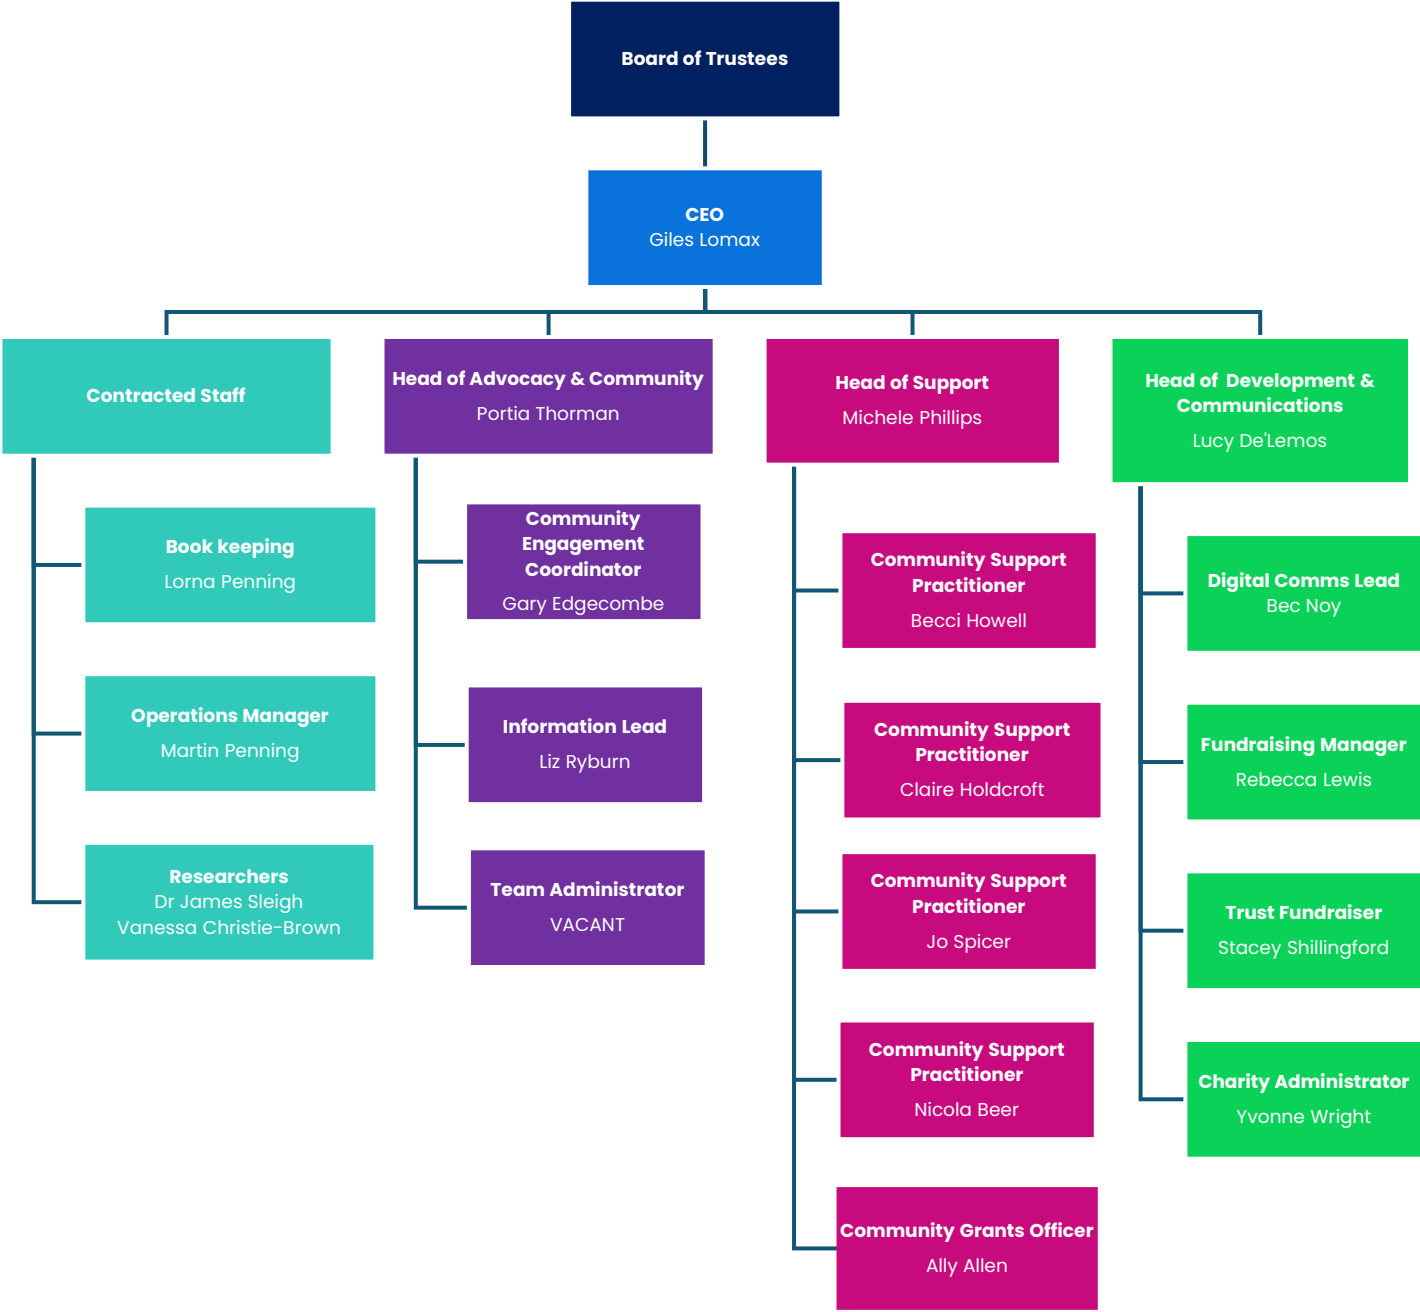 Board of Trustees
CEO
Giles Lomax
Contracted Staff
Book keeping
Lorna Penning
Operations Manager
Martin Penning
Researchers
Dr James Sleigh
Vanessa Christie-Brown
Head of Advocacy & Community
Portia Thorman
Community
Engagement
Coordinator
Gary Edgecombe
Information Lead
Liz Ryburn
Team Administrator
VACANT
Head of Support
Michele Phillips
Community Support
Practitioner
Becci Howell
Community Support
Practitioner
Claire Holdcroft
Community Support
Practitioner
Jo Spicer
Community Support
Practitioner
Nicola Beer
Community Grants Officer
Ally Allen
Head of Development &
Communications
Lucy De'Lemos
Digital Comms Lead
Bec Noy
Fundraising Manager
Rebecca Lewis
Trust Fundraiser
Stacey Shillingford
Charity Administrator
Yvonne Wright